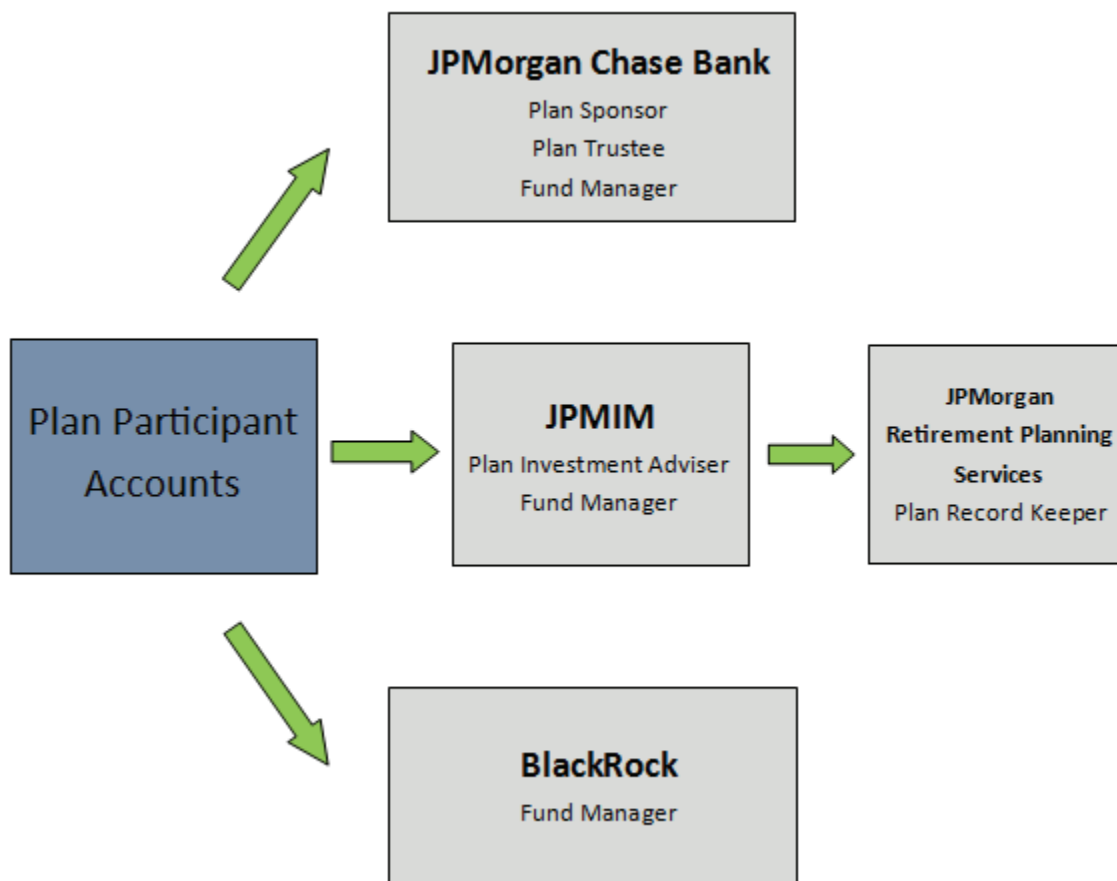 JPMorgan Chase Bank
Plan Sponsor
Plan Trustee
Fund Manager
Plan Participant
Accounts
JPMIM
Plan Investment Adviser
Fund Manager
JPMorgan
Retirement Planning
Services
Plan Record Keeper
BlackRock
Fund Manager